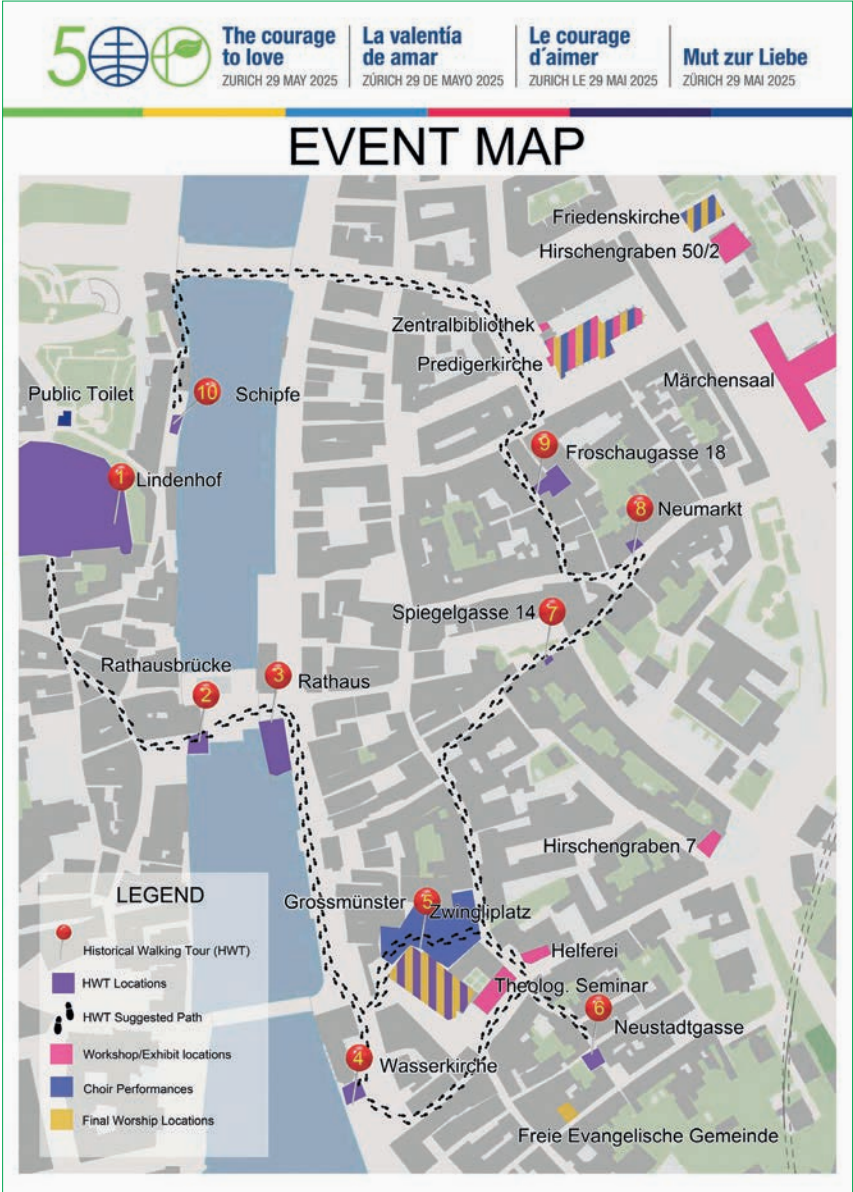 500
The courage
to love
ZURICH 29 MAY 2025
La valentía
de amar
ZÚRICH 29 DE MAYO 2025
Le courage
d´aimer
ZURICH LE 29 MAI 2025
Mut zur Liebe
ZÜRICH 29 MAI 2025
EVENT MAP
Friedenskirche
Hirschengraben 50/2
Zentralbibliothek
Predigerkirche
Märchensaal
Public Toilet
10
Schipfe
1
Lindenhof
9
Froschaugasse 18
8
Neumarkt
Spiegelgasse 14
7
Rathausbrücke
2
3
Rathaus
Hirschengraben 7
Grossmünster
5
Zwingliplatz
Helferei
Theolog. Seminar
6
Neustadtgasse
4
Wasserkirche
Freie Evangelische Gemeinde
LEGEND
Historical Walking Tour (HWT)
HWT Locations
HWT Suggested Path
Workshop/Exhibit locations
Choir Performances
Final Worship Locations